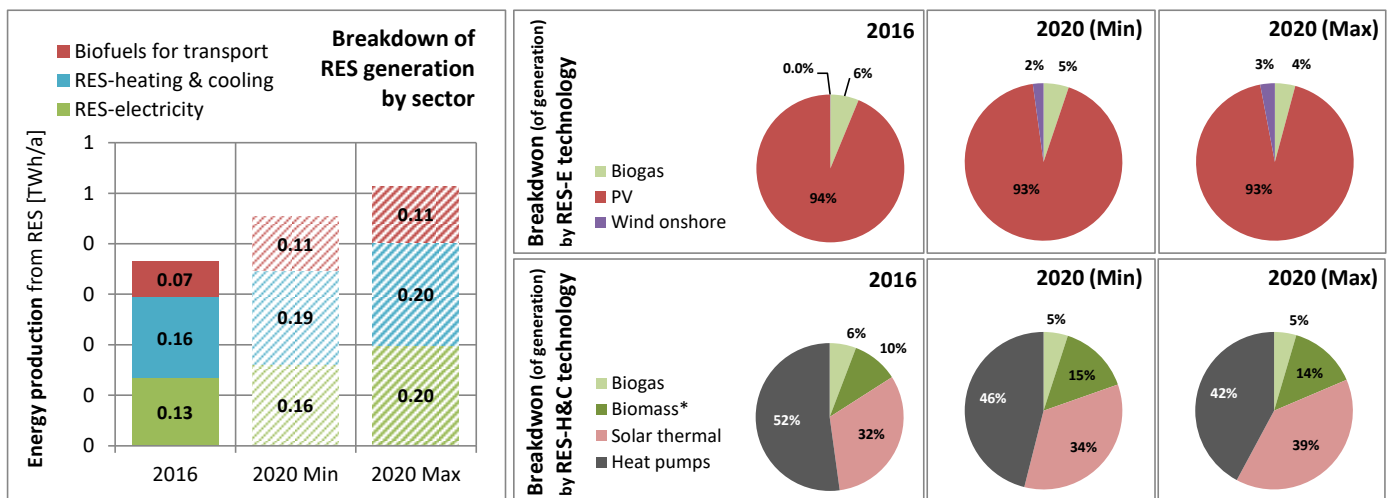 Biofuels for transport
RES-heating & cooling
RES-electricity
Breakdown of
RES generation
by sector
Energy production from RES [TWh/a]
1
1
0
0
0
0
0
0.07
0.16
0.13
0.11
0.19
0.16
0.11
0.20
0.20
2016
2020 Min
2020 Max
Breakdwon (of generation)
by RES-E technology
Biogas
PV
Wind onshore
2016
0.0%
6%
94%
2020 (Min)
2%
5%
93%
2020 (Max)
3%
4%
93%
Breakdwon (of generation)
by RES-H&C technology
Biogas
Biomass*
Solar thermal
Heat pumps
2016
6%
10%
52%
32%
2020 (Min)
5%
15%
46%
34%
2020 (Max)
5%
14%
42%
39%